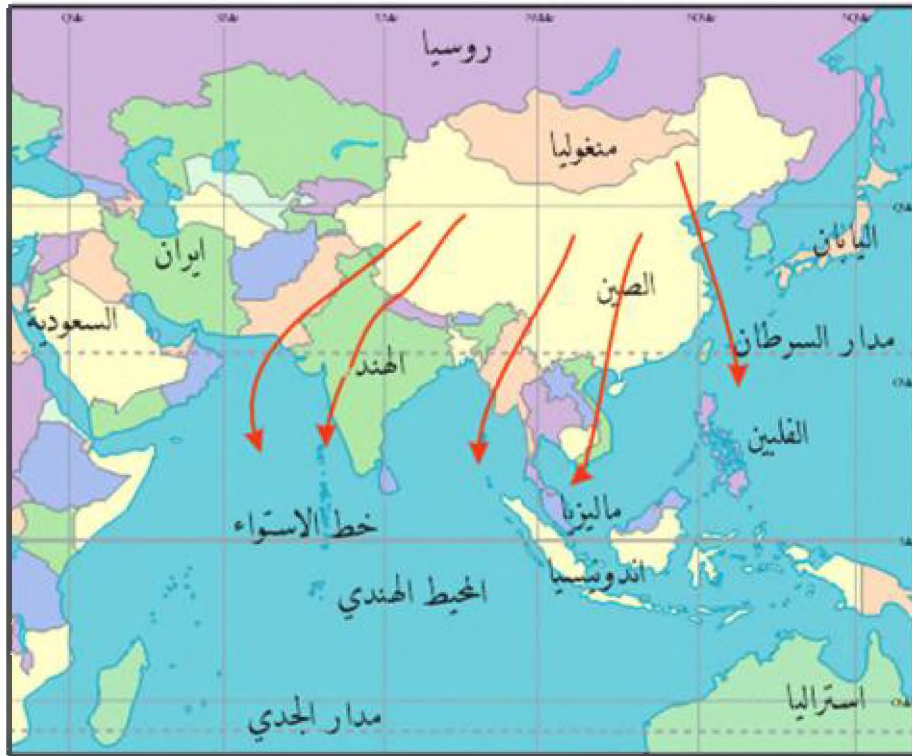 روسيا
منغوليا
اليابان
ايران
الصين
السعودية
مدار السرطان
الهند
الفلبين
ماليزيا
خط الاستواء
اندونيسيا
المحيط الهندي
استراليا
مدار الجدي